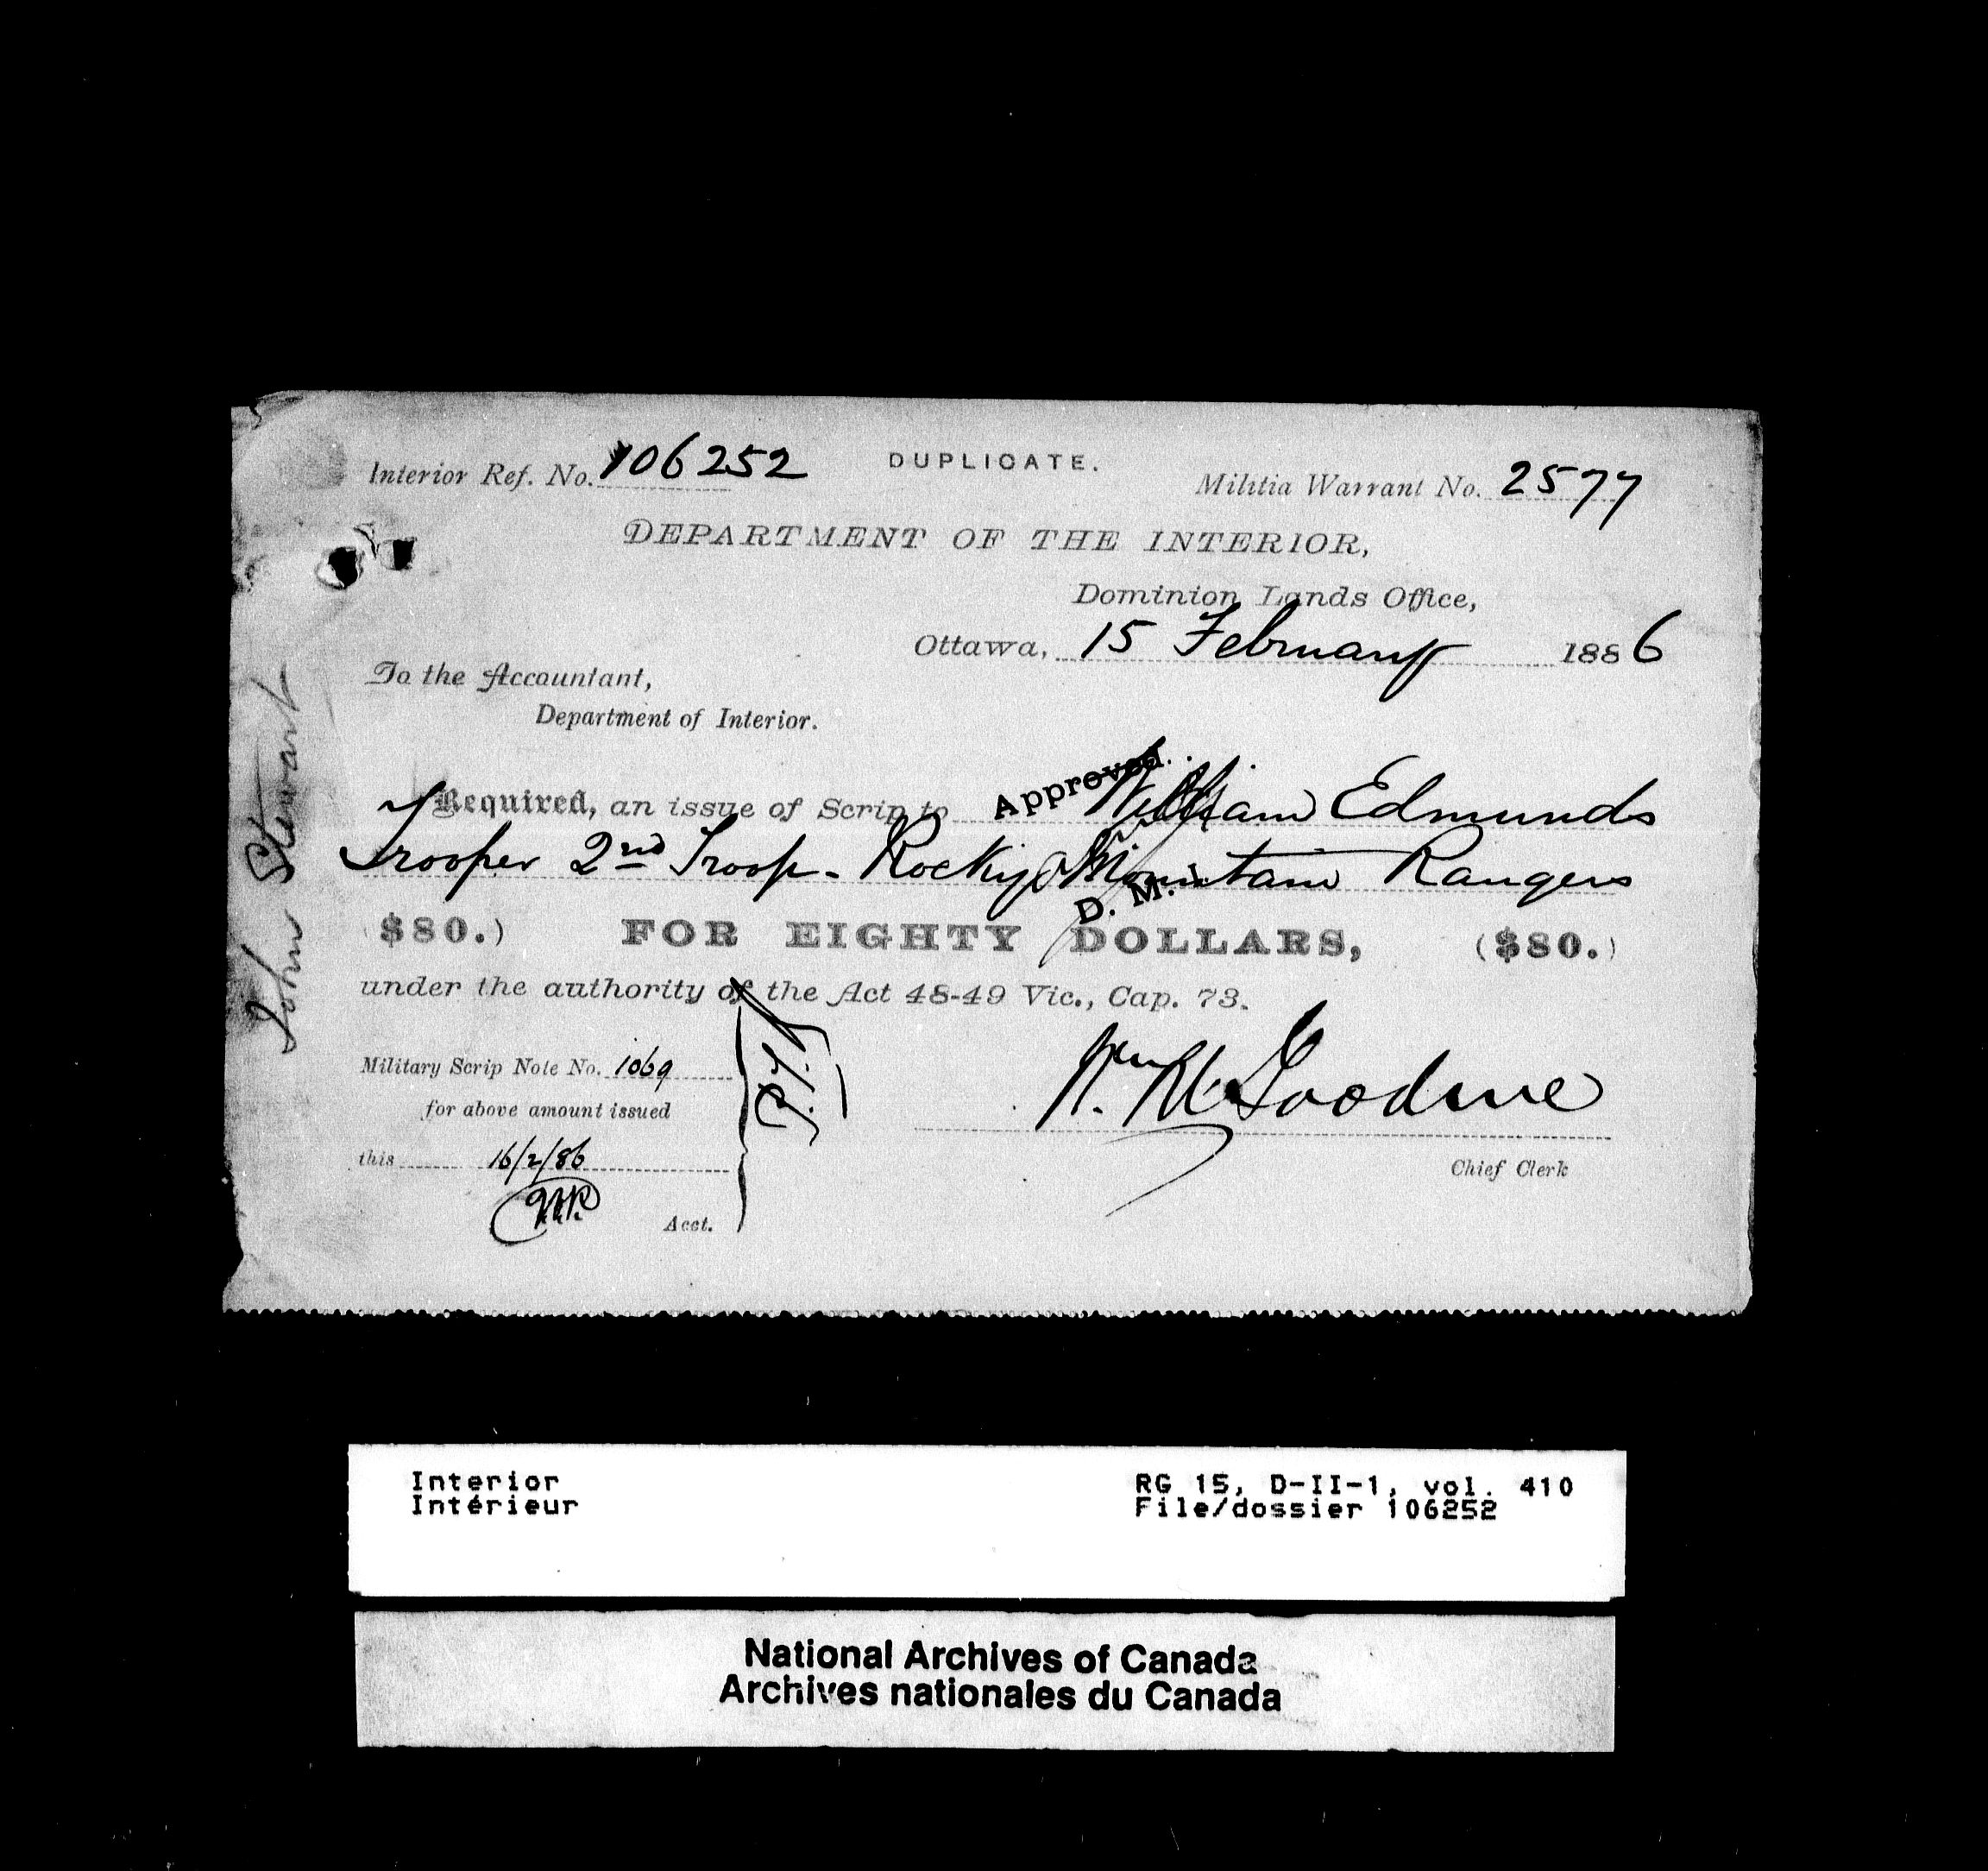 Interior Ref. No. 106252
DUPLICATE.
Militia Warrant No. 2577
DEPARTMENT OF THE INTERIOR,
Dominion Lands Office,
Ottawa, 15 February 1886
To the Accountant,
Department of Interior.
Approved.
Required, an issue of Scrip to William Edmunds
Trooper 2nd Troop - Rocky Mountain Rangers
D. M. I.
$80.) FOR EIGHTY DOLLARS, ($80.)
under the authority of the Act 48-49 Vic., Cap. 73.
John Stewart
Military Scrip Note No. 1069
for above amount issued
this 16/2/86
Acct.
Chief Clerk
Interior
Intérieur
RG 15, D-II-1, vol. 410
File/dossier 106252
National Archives of Canada
Archives nationales du Canada